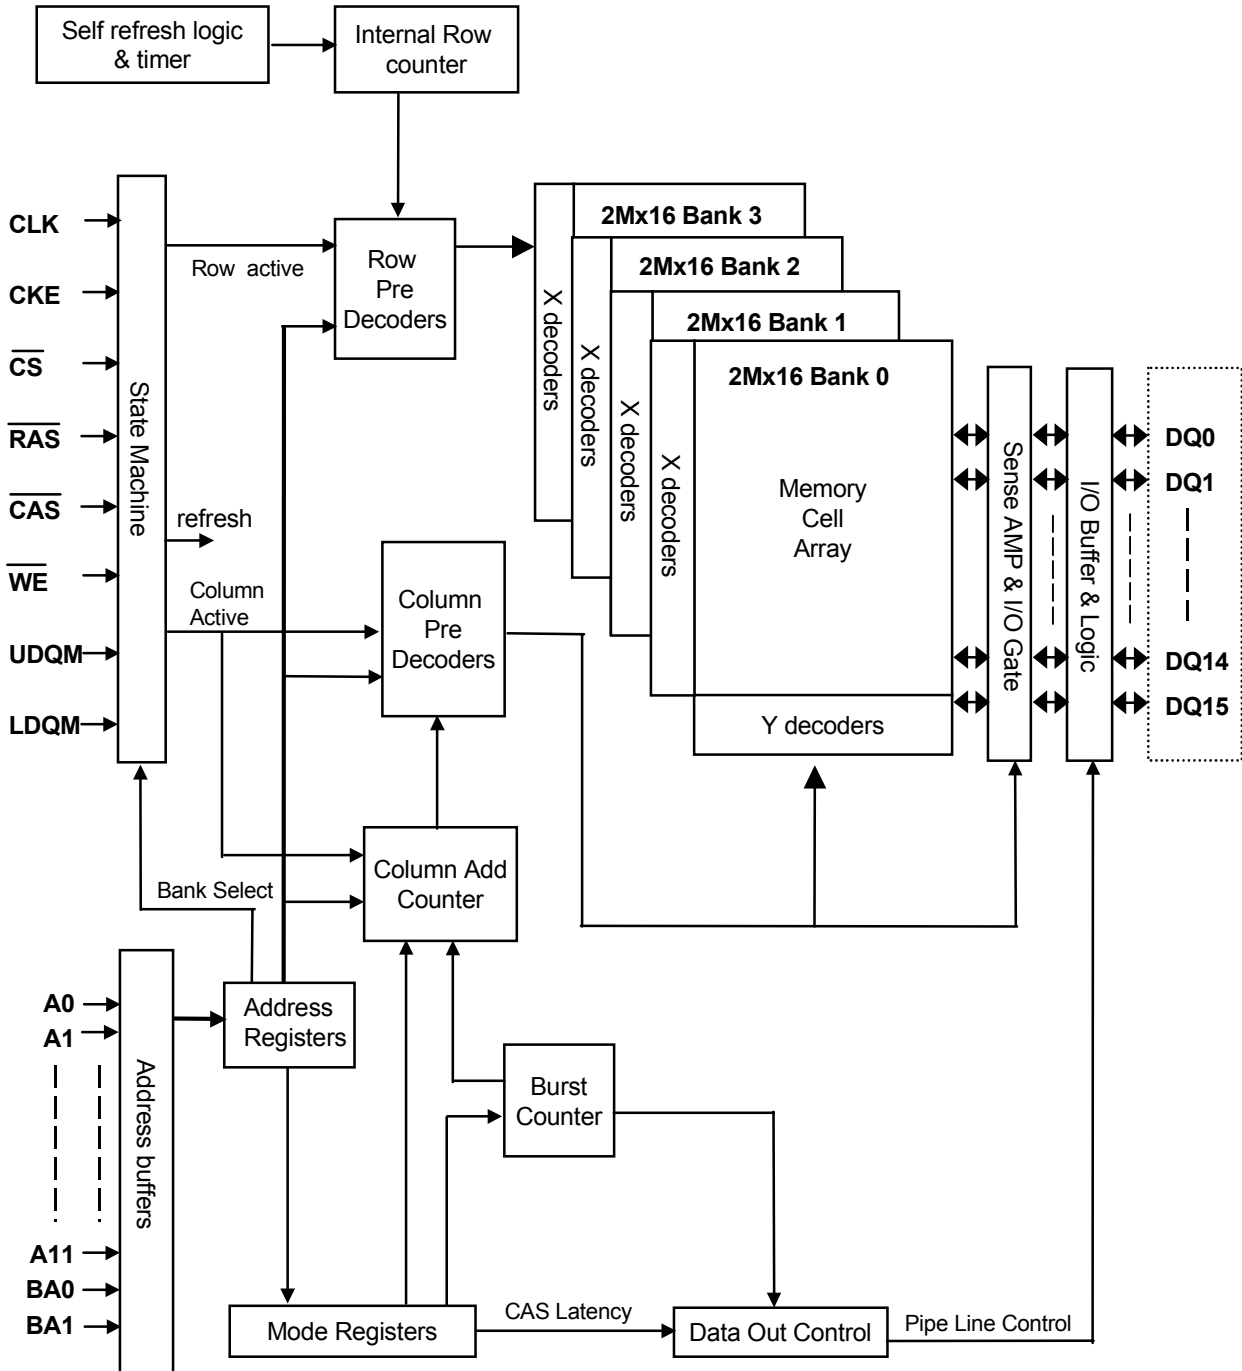 Self refresh logic
& timer
Internal Row
counter
CLK
CKE
CS
RAS
CAS
WE
UDQM
LDQM
State Machine
Row active
refresh
Column
Active
Bank Select
Row
Pre
Decoders
Column
Pre
Decoders
Column Add
Counter
2Mx16 Bank 3
2Mx16 Bank 2
2Mx16 Bank 1
2Mx16 Bank 0
X decoders
X decoders
X decoders
X decoders
Memory
Cell
Array
Y decoders
Sense AMP & I/O Gate
I/O Buffer & Logic
DQ0
DQ1
DQ14
DQ15
A0
A1
A11
BA0
BA1
Address buffers
Address
Registers
Burst
Counter
Mode Registers
CAS Latency
Data Out Control
Pipe Line Control